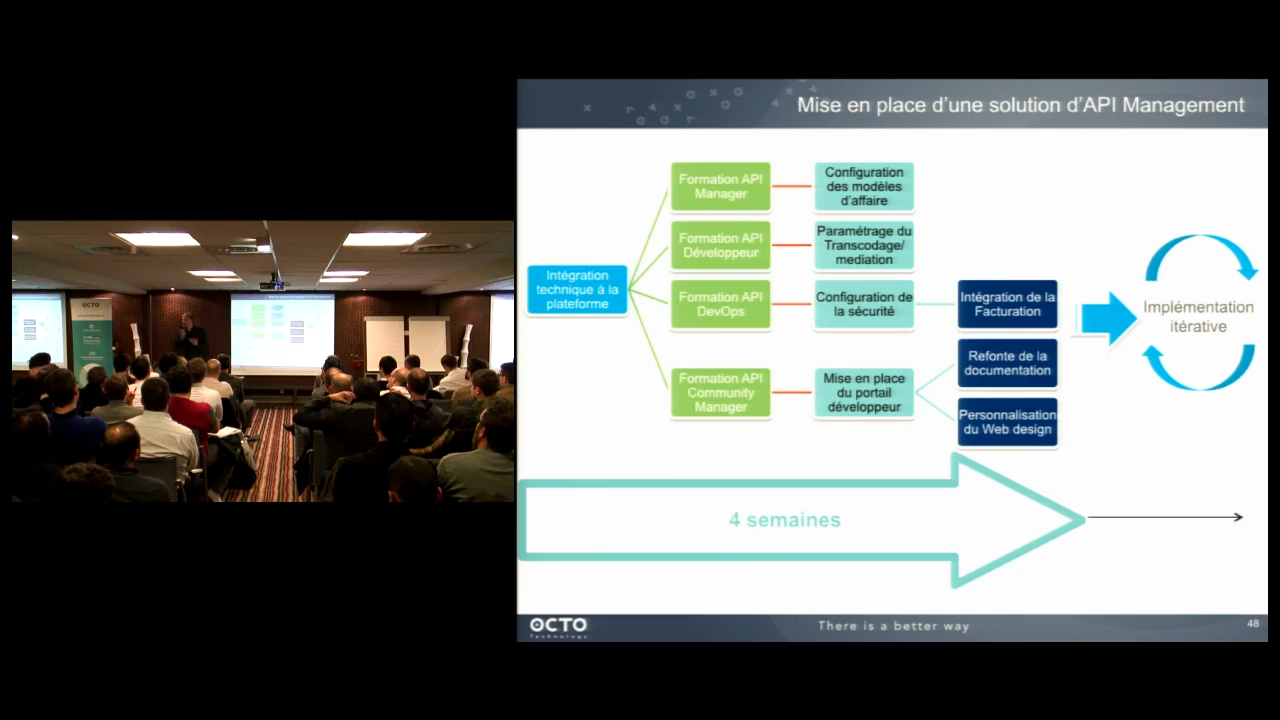 Mise en place d'une solution d'API Management
Formation API
Manager
Configuration
des modèles
d'affaire
Formation API
Développeur
Paramétrage du
Transcodage/
mediation
Intégration
technique à la
plateforme
Formation API
DevOps
Configuration de
la sécurité
Intégration de la
Facturation
Implémentation
itérative
Refonte de la
documentation
Formation API
Community
Manager
Mise en place
du portail
développeur
Personnalisation
du Web design
4 semaines
OCTO
Technology
There is a better way
48
OCTO